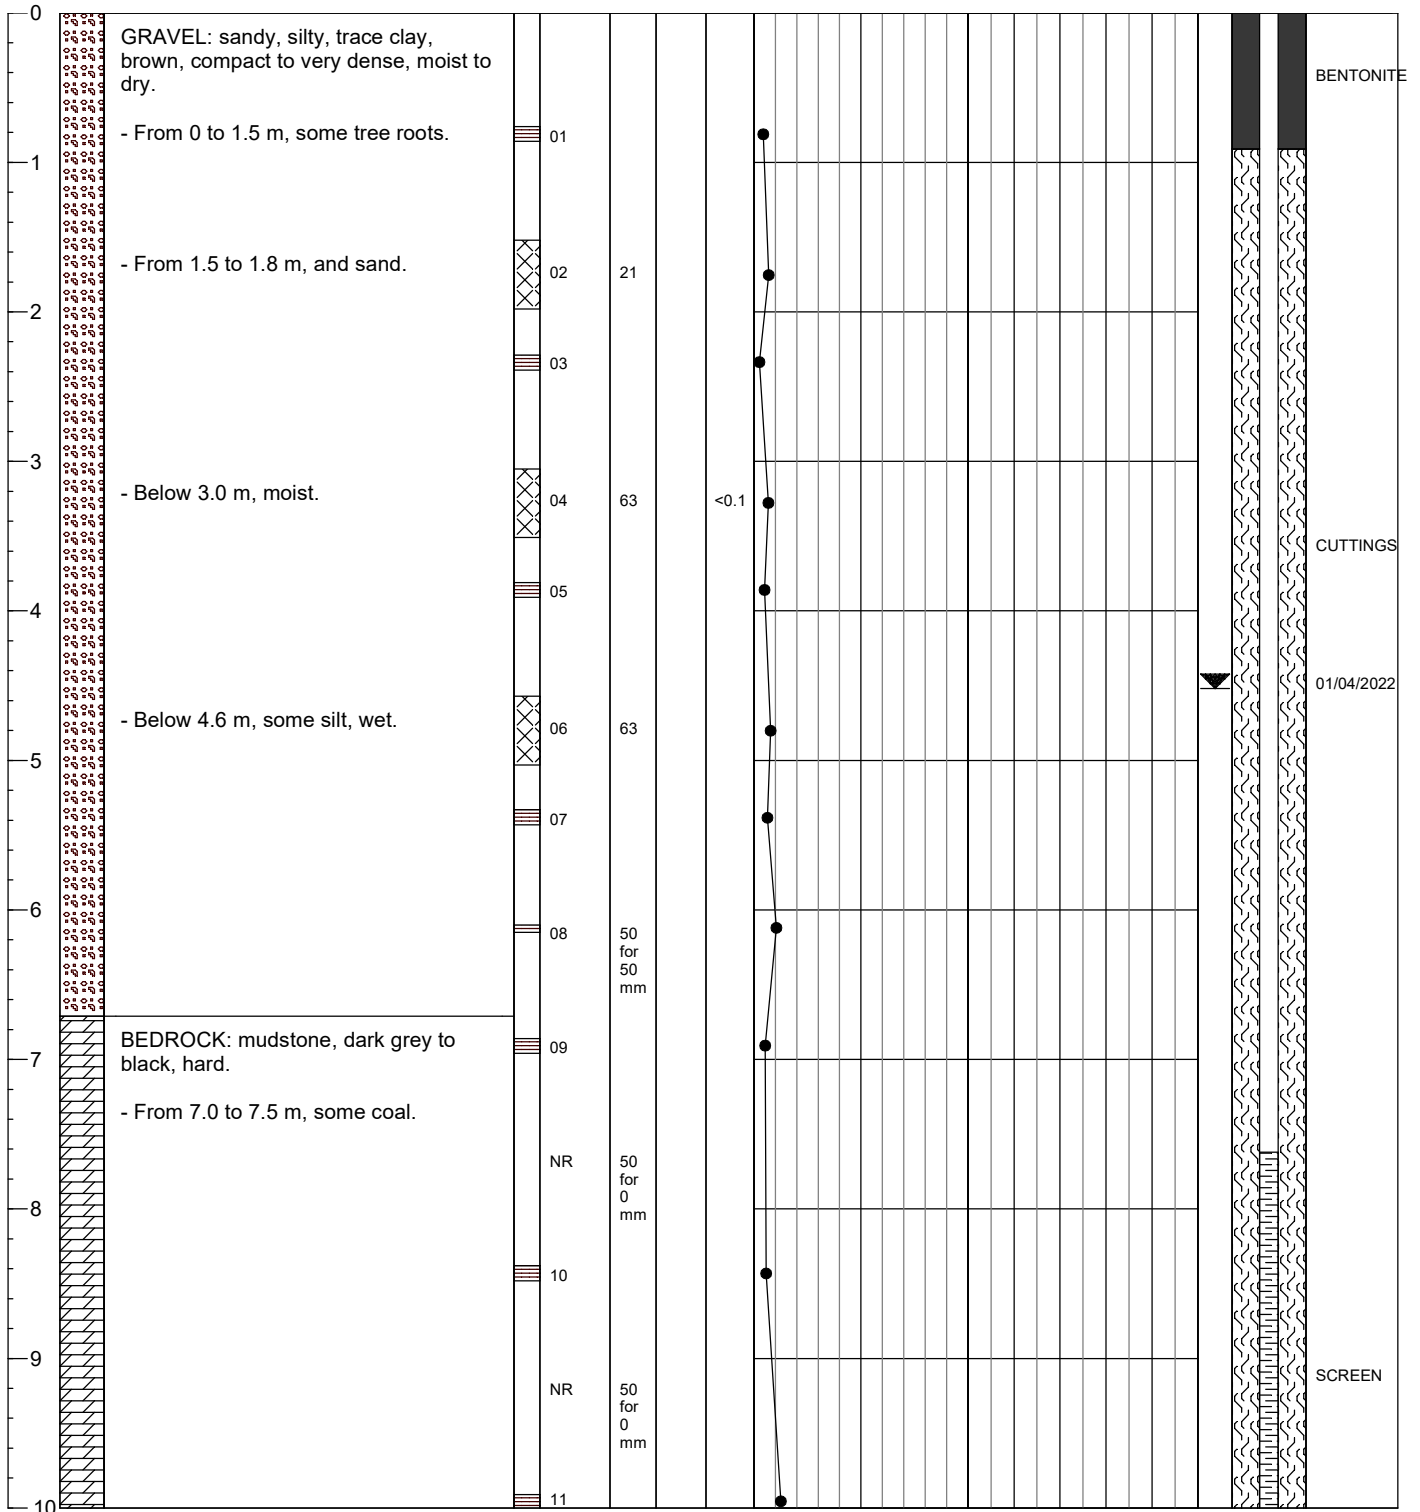 0
GRAVEL: sandy, silty, trace clay,
brown, compact to very dense, moist to
dry.
BENTONITE
- From 0 to 1.5 m, some tree roots.
01
1
- From 1.5 to 1.8 m, and sand.
02
21
2
03
3
- Below 3.0 m, moist.
04
63
<0.1
CUTTINGS
05
4
01/04/2022
- Below 4.6 m, some silt, wet.
06
63
5
07
6
08
50
for
50
mm
BEDROCK: mudstone, dark grey to
black, hard.
09
7
- From 7.0 to 7.5 m, some coal.
NR
50
for
0
mm
8
10
9
SCREEN
NR
50
for
0
mm
11
10